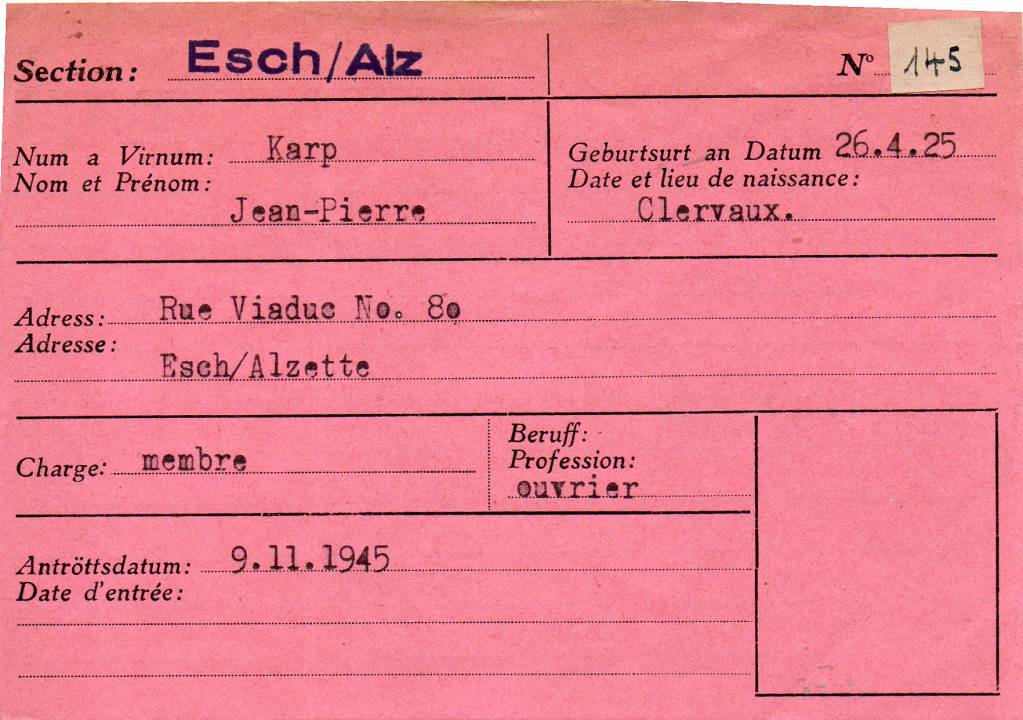 Section: Esch/Alz
N° 145
Num a Virnum: Karp
Nom et Prénom:
Jean-Pierre
Geburtsurt an Datum 26.4.25
Date et lieu de naissance:
Clervaux.
Adress: Rue Viaduc No. 80
Adresse:
Esch/Alzette
Charge: membre
Beruff:
Profession:
ouvrier
Antröttsdatum: 9.11.1945
Date d'entrée: